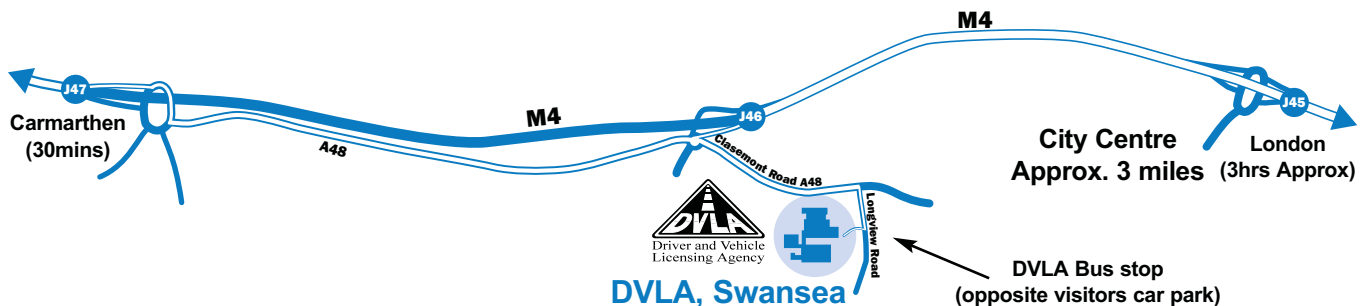 M4
J47
J45
Carmarthen
(30mins)
M4
J46
A48
City Centre
Approx. 3 miles
London
(3hrs Approx)
Clasemont Road A48
DVLA
Driver and Vehicle
Licensing Agency
Longview Road
DVLA, Swansea
DVLA Bus stop
(opposite visitors car park)